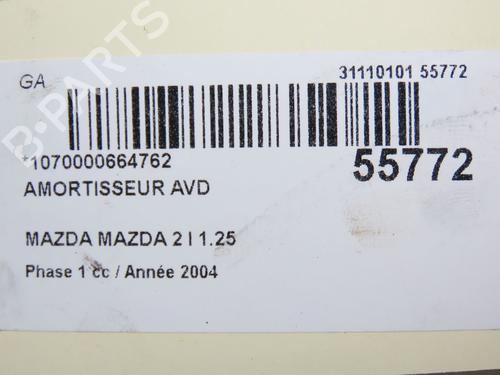 GA
31110101 55772
*1070000664762
55772
AMORTISSEUR AVD
MAZDA MAZDA 2 I 1.25
Phase 1 cc / Année 2004
B-PARTS